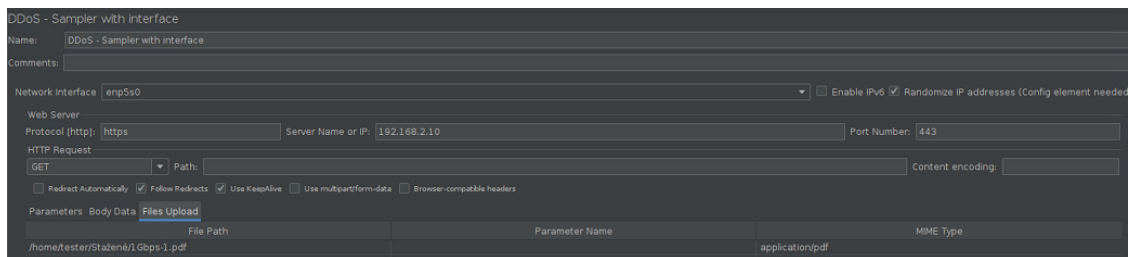 DDoS - Sampler with interface
Name: DDoS - Sampler with interface
Comments:
Network Interface enp5s0 Enable IPv6 Randomize IP addresses (Config element needed
Web Server
Protocol [http]: https Server Name or IP: 192.168.2.10 Port Number: 443
HTTP Request
GET Path: Content encoding:
Redirect Automatically Follow Redirects Use KeepAlive Use multipart/form-data Browser-compatible headers
Parameters Body Data Files Upload
File Path Parameter Name MIME Type
/home/tester/Stažené/1Gbps-1.pdf application/pdf